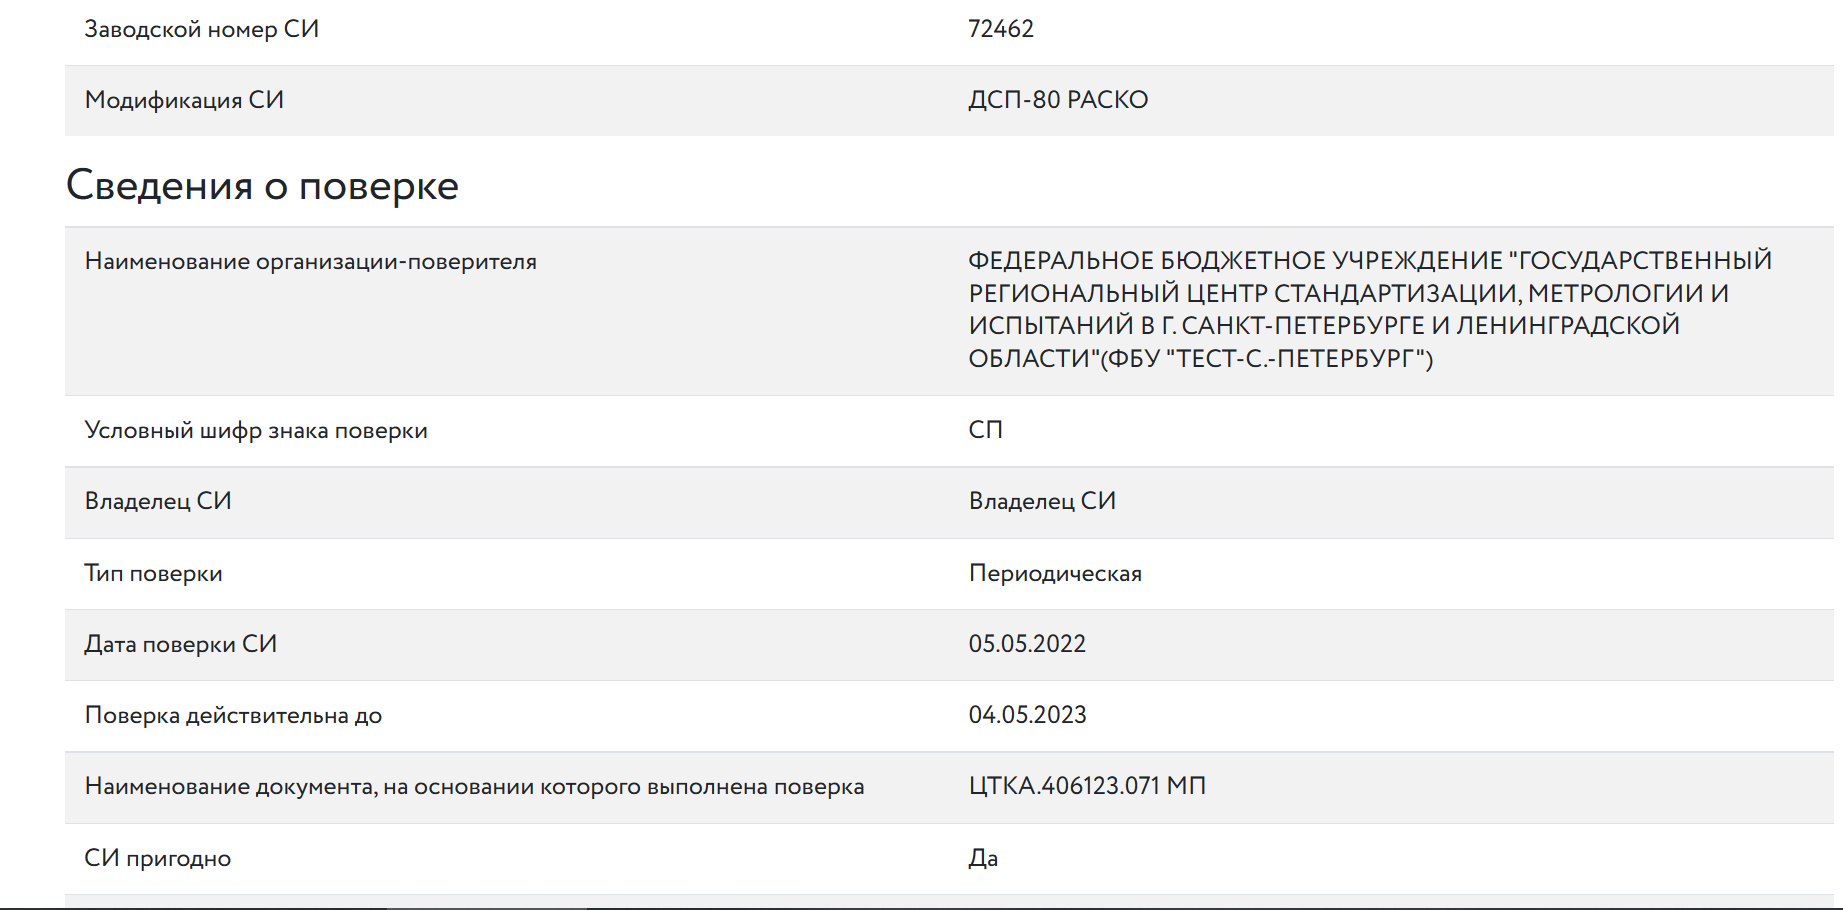 Заводской номер СИ 72462
Модификация СИ ДСП-80 РАСКО
Сведения о поверке
Наименование организации-поверителя ФЕДЕРАЛЬНОЕ БЮДЖЕТНОЕ УЧРЕЖДЕНИЕ "ГОСУДАРСТВЕННЫЙ
РЕГИОНАЛЬНЫЙ ЦЕНТР СТАНДАРТИЗАЦИИ, МЕТРОЛОГИИ И
ИСПЫТАНИЙ В Г. САНКТ-ПЕТЕРБУРГЕ И ЛЕНИНГРАДСКОЙ
ОБЛАСТИ"(ФБУ "ТЕСТ-С.-ПЕТЕРБУРГ")
Условный шифр знака поверки СП
Владелец СИ Владелец СИ
Тип поверки Периодическая
Дата поверки СИ 05.05.2022
Поверка действительна до 04.05.2023
Наименование документа, на основании которого выполнена поверка ЦТКА.406123.071 МП
СИ пригодно Да